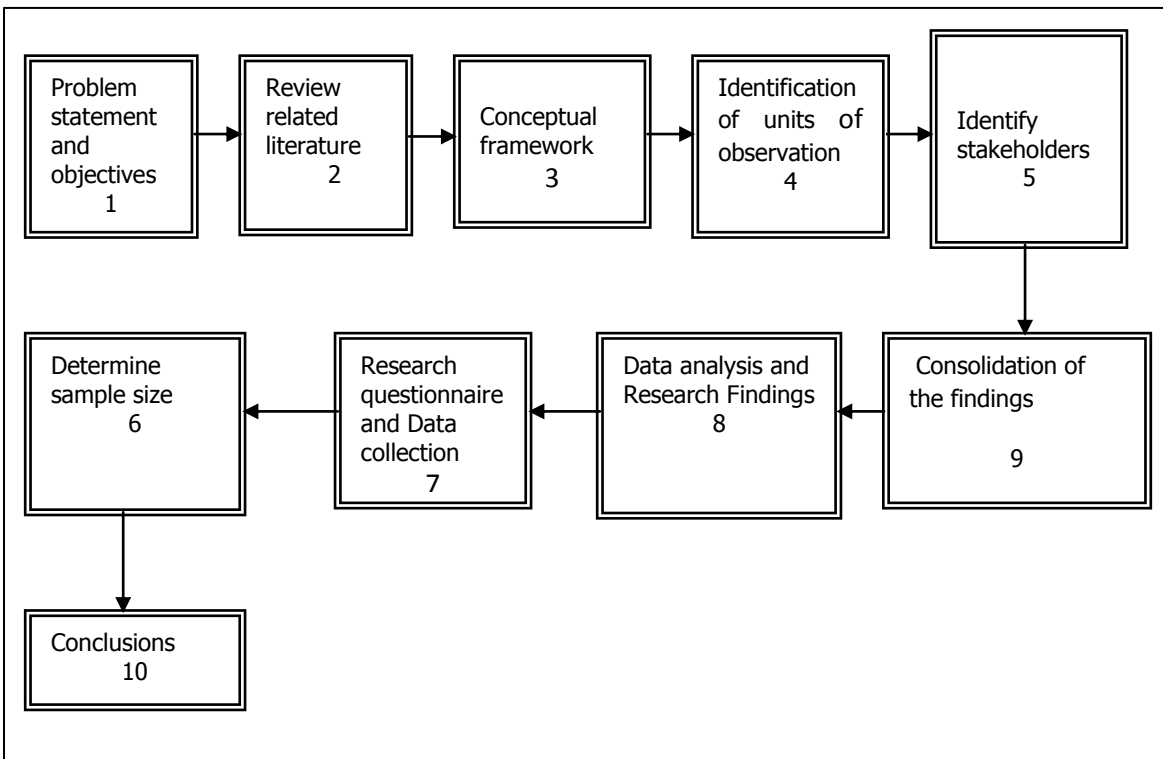 Problem
statement
and
objectives
1
Review
related
literature
2
Conceptual
framework
3
Identification
of units of
observation
4
Identify
stakeholders
5
Determine
sample size
6
Research
questionnaire
and Data
collection
7
Data analysis and
Research Findings
8
Consolidation of
the findings
9
Conclusions
10